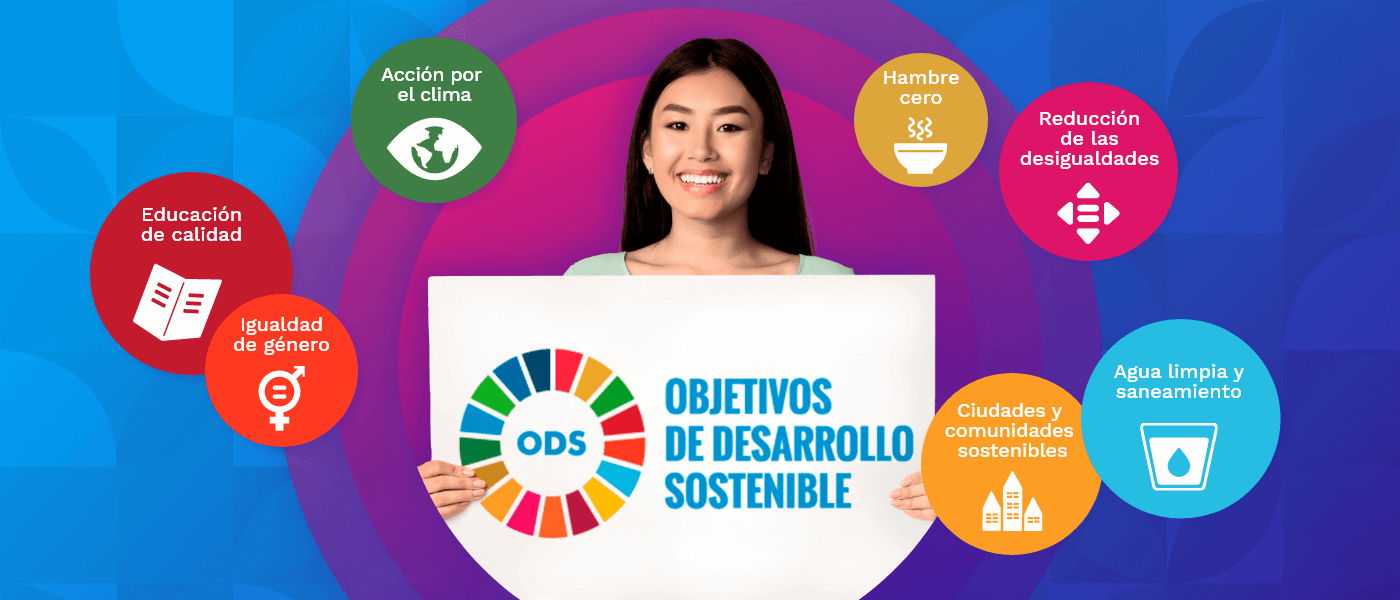 Acción por
el clima
Hambre
cero
Reducción
de las
desigualdades
Educación
de calidad
Igualdad
de género
ODS
OBJETIVOS
DE DESARROLLO
SOSTENIBLE
Ciudades y
comunidades
sostenibles
Agua limpia y
saneamiento